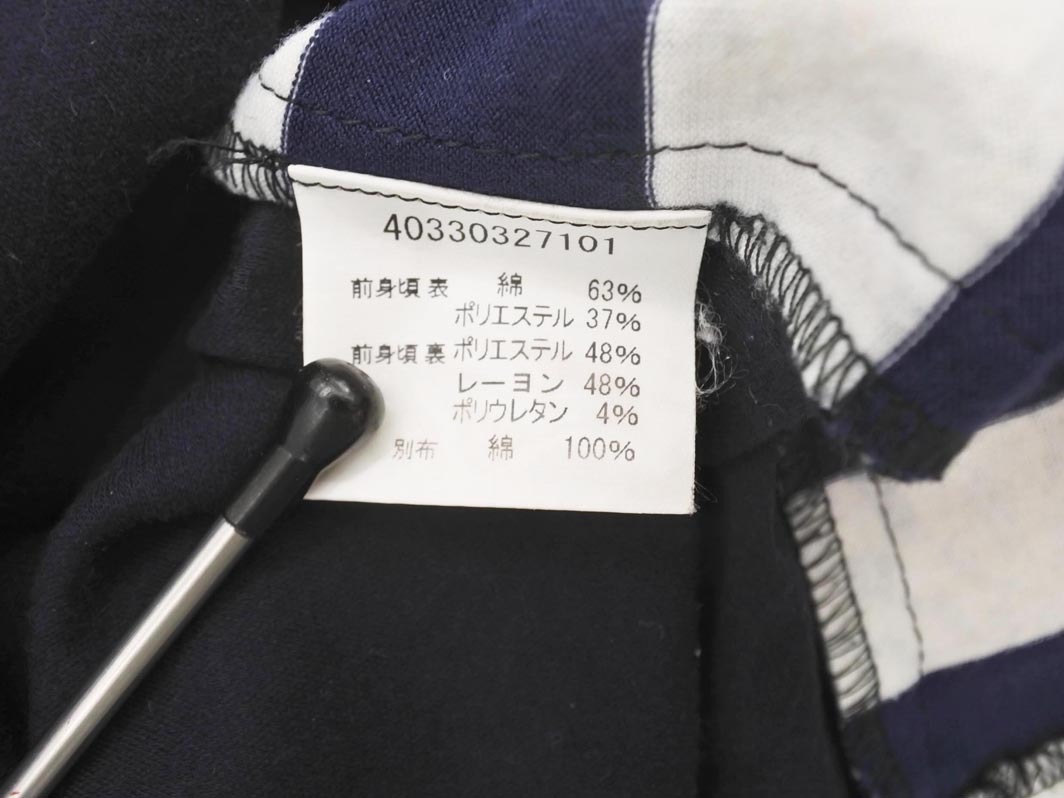 40330327101
前身頃表 綿 63%
ポリエステル 37%
前身頃裏 ポリエステル 48%
レーヨン 48%
ポリウレタン 4%
別布 綿 100%